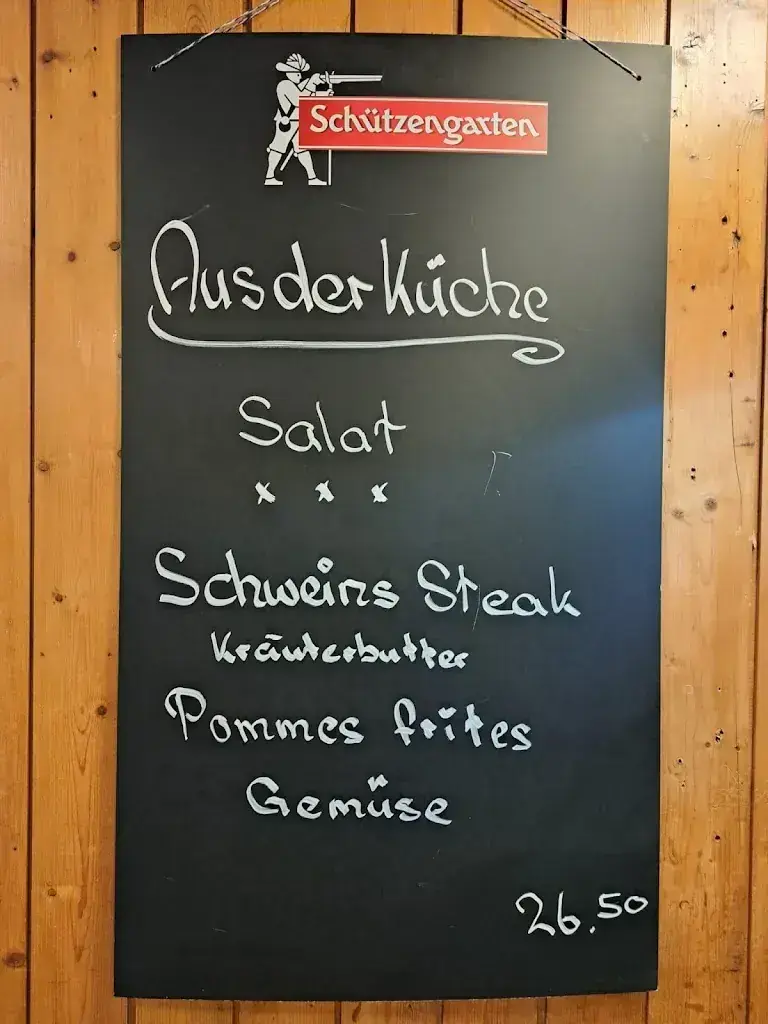 Schützengarten
Aus der Küche
Salat
x x x
Schweins Steak
Kräuterbutter
Pommes frites
Gemüse
26.50